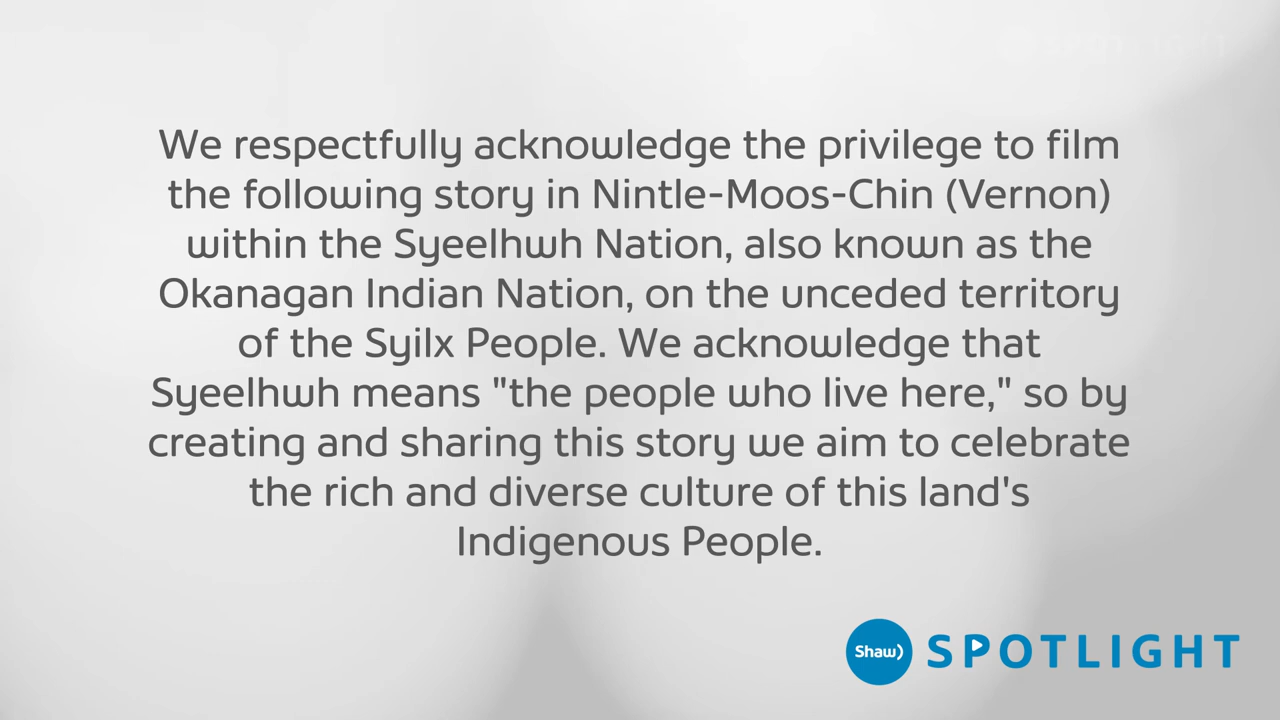 We respectfully acknowledge the privilege to film
the following story in Nintle-Moos-Chin (Vernon)
within the Syeelhwh Nation, also known as the
Okanagan Indian Nation, on the unceded territory
of the Syilx People. We acknowledge that
Syeelhwh means "the people who live here," so by
creating and sharing this story we aim to celebrate
the rich and diverse culture of this land's
Indigenous People.
Shaw) SPOTLIGHT